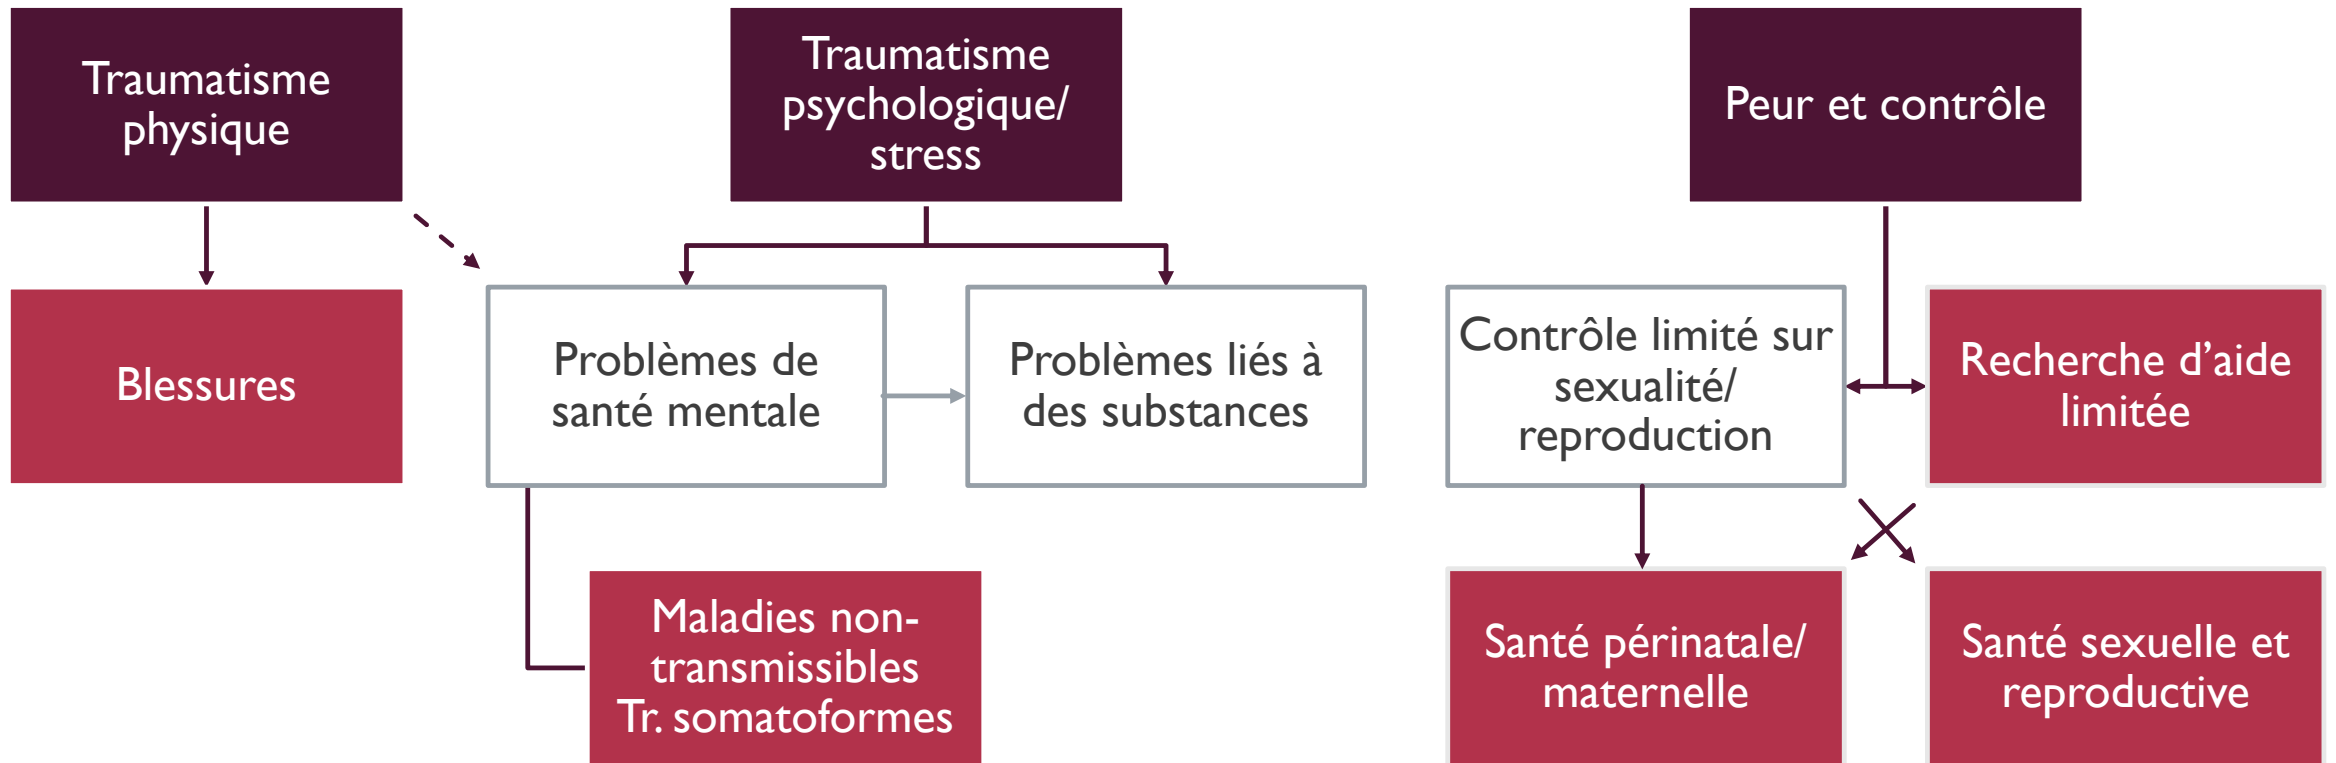 Traumatisme
physique
Traumatisme
psychologique/
stress
Peur et contrôle
Blessures
Problèmes de
santé mentale
Problèmes liés à
des substances
Contrôle limité sur
sexualité/
reproduction
Recherche d’aide
limitée
Maladies non-
transmissibles
Tr. somatoformes
Santé périnatale/
maternelle
Santé sexuelle et
reproductive